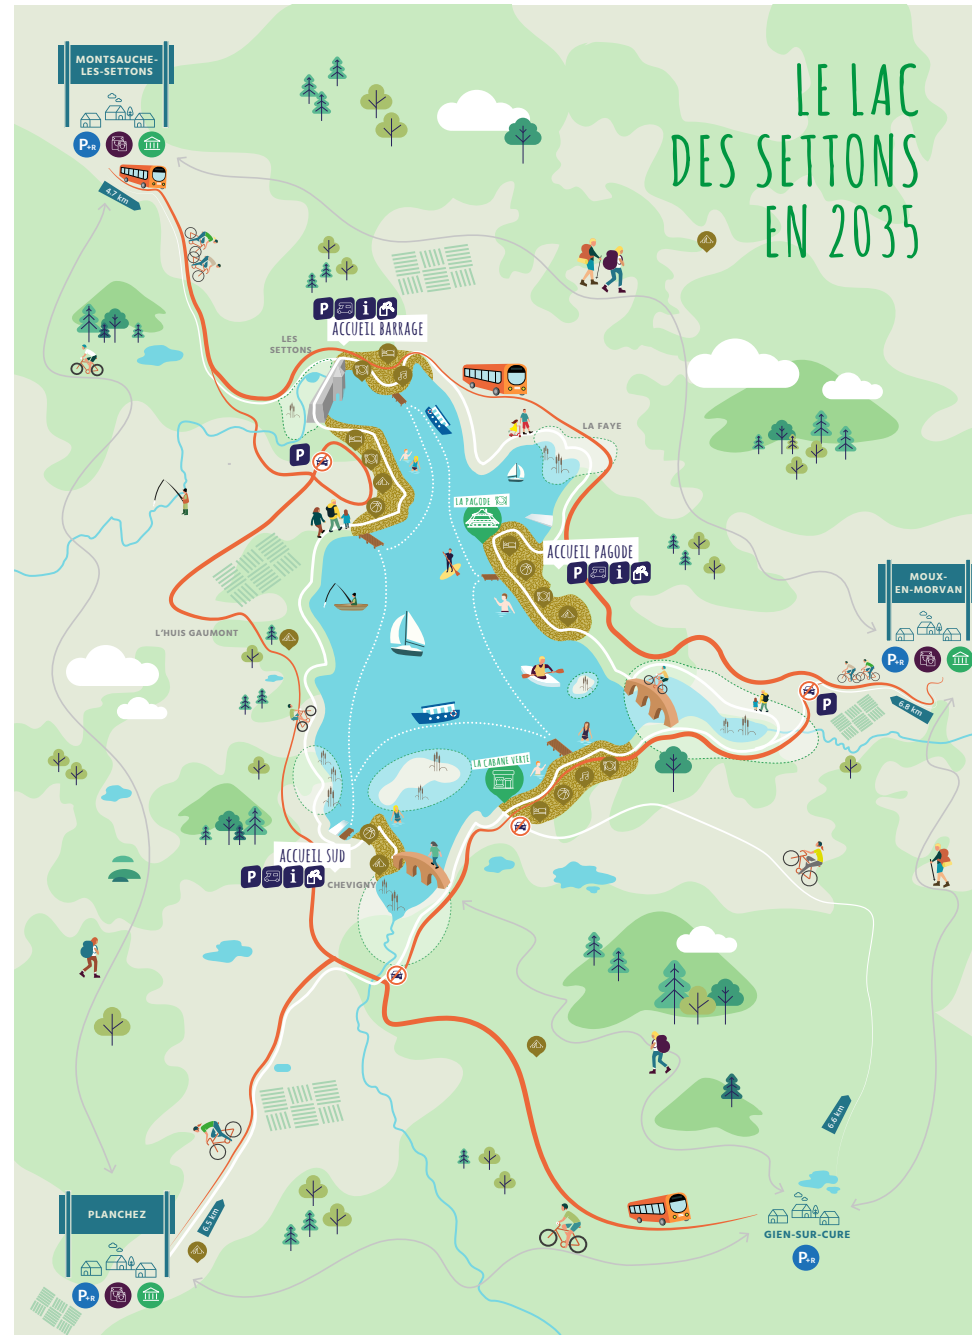 MONTSAUCHE-
LES-SETTONS
P+R
4.7 km
LE LAC
DES SETTONS
EN 2035
P i
ACCUEIL BARRAGE
LES
SETTONS
LA FAYE
P
LA PAGODE
ACCUEIL PAGODE
P i
MOUX-
EN-MORVAN
P+R
L'HUIS GAUMONT
P
6.8 km
LA CABANE VERTE
ACCUEIL SUD
P i
CHEVIGNY
6.6 km
PLANCHEZ
6.5 km
P+R
GIEN-SUR-CURE
P+R